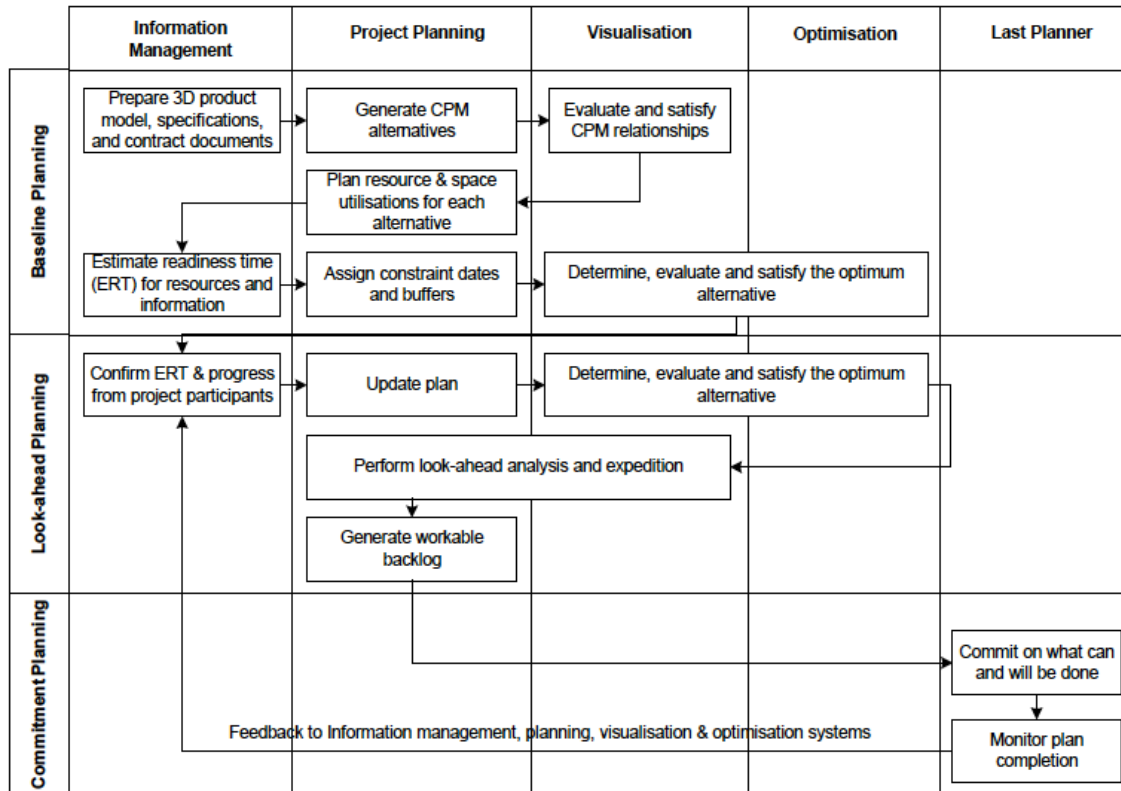 Information
Management
Project Planning
Visualisation
Optimisation
Last Planner
Baseline Planning
Prepare 3D product
model, specifications,
and contract documents
Generate CPM
alternatives
Evaluate and satisfy
CPM relationships
Plan resource & space
utilisations for each
alternative
Estimate readiness time
(ERT) for resources and
information
Assign constraint dates
and buffers
Determine, evaluate and satisfy the optimum
alternative
Look-ahead Planning
Confirm ERT & progress
from project participants
Update plan
Determine, evaluate and satisfy the optimum
alternative
Perform look-ahead analysis and expedition
Generate workable
backlog
Commitment Planning
Commit on what can
and will be done
Feedback to Information management, planning, visualisation & optimisation systems
Monitor plan
completion